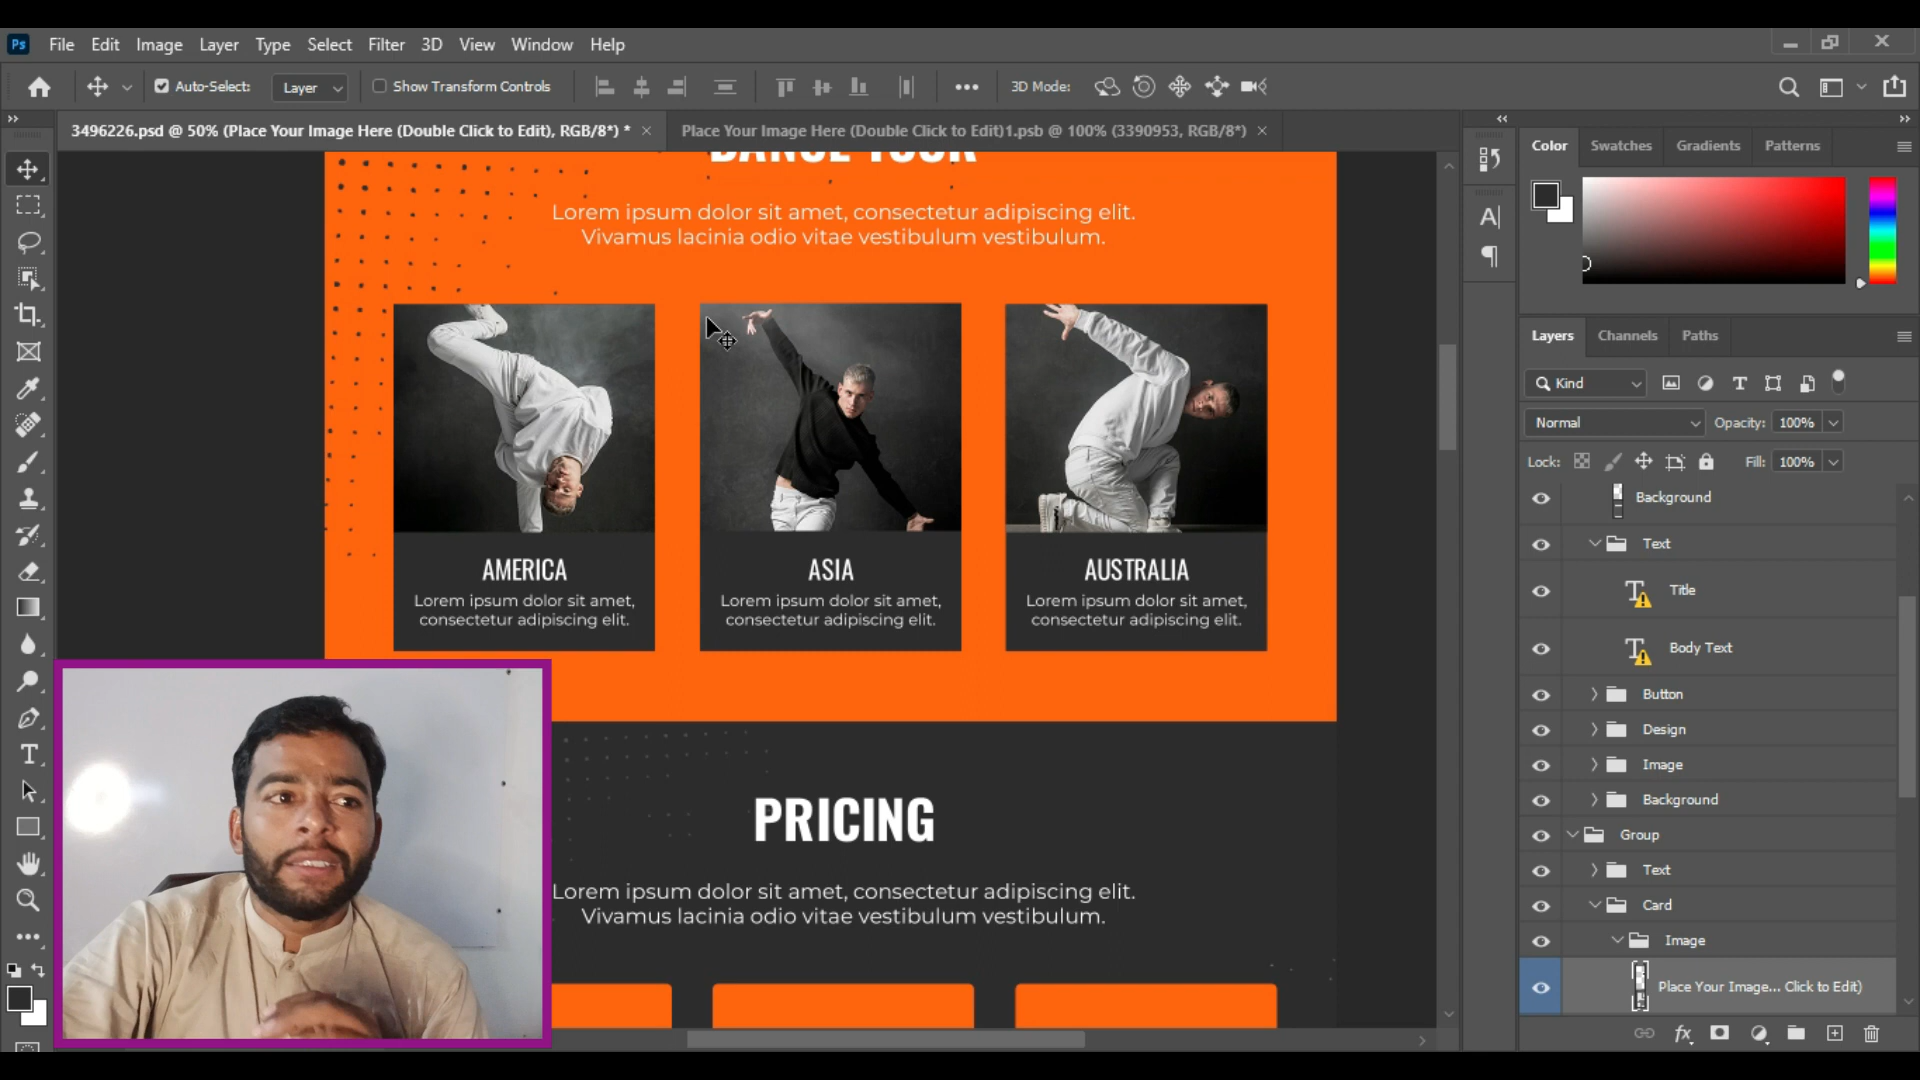 Ps File Edit Image Layer Type Select Filter 3D View Window Help
Auto-Select: Layer Show Transform Controls 3D Mode:
3496226.psd @ 50% (Place Your Image Here (Double Click to Edit), RGB/8*) * × Place Your Image Here (Double Click to Edit)1.psb @ 100% (3390953, RGB/8*) ×
DANCE TOUR
Lorem ipsum dolor sit amet, consectetur adipiscing elit.
Vivamus lacinia odio vitae vestibulum vestibulum.
AMERICA
Lorem ipsum dolor sit amet,
consectetur adipiscing elit.
ASIA
Lorem ipsum dolor sit amet,
consectetur adipiscing elit.
AUSTRALIA
Lorem ipsum dolor sit amet,
consectetur adipiscing elit.
PRICING
Lorem ipsum dolor sit amet, consectetur adipiscing elit.
Vivamus lacinia odio vitae vestibulum vestibulum.
Color Swatches Gradients Patterns
Layers Channels Paths
Kind
Normal Opacity: 100%
Lock: Fill: 100%
Background
Text
Title
Body Text
Button
Design
Image
Background
Group
Text
Card
Image
Place Your Image... Click to Edit)